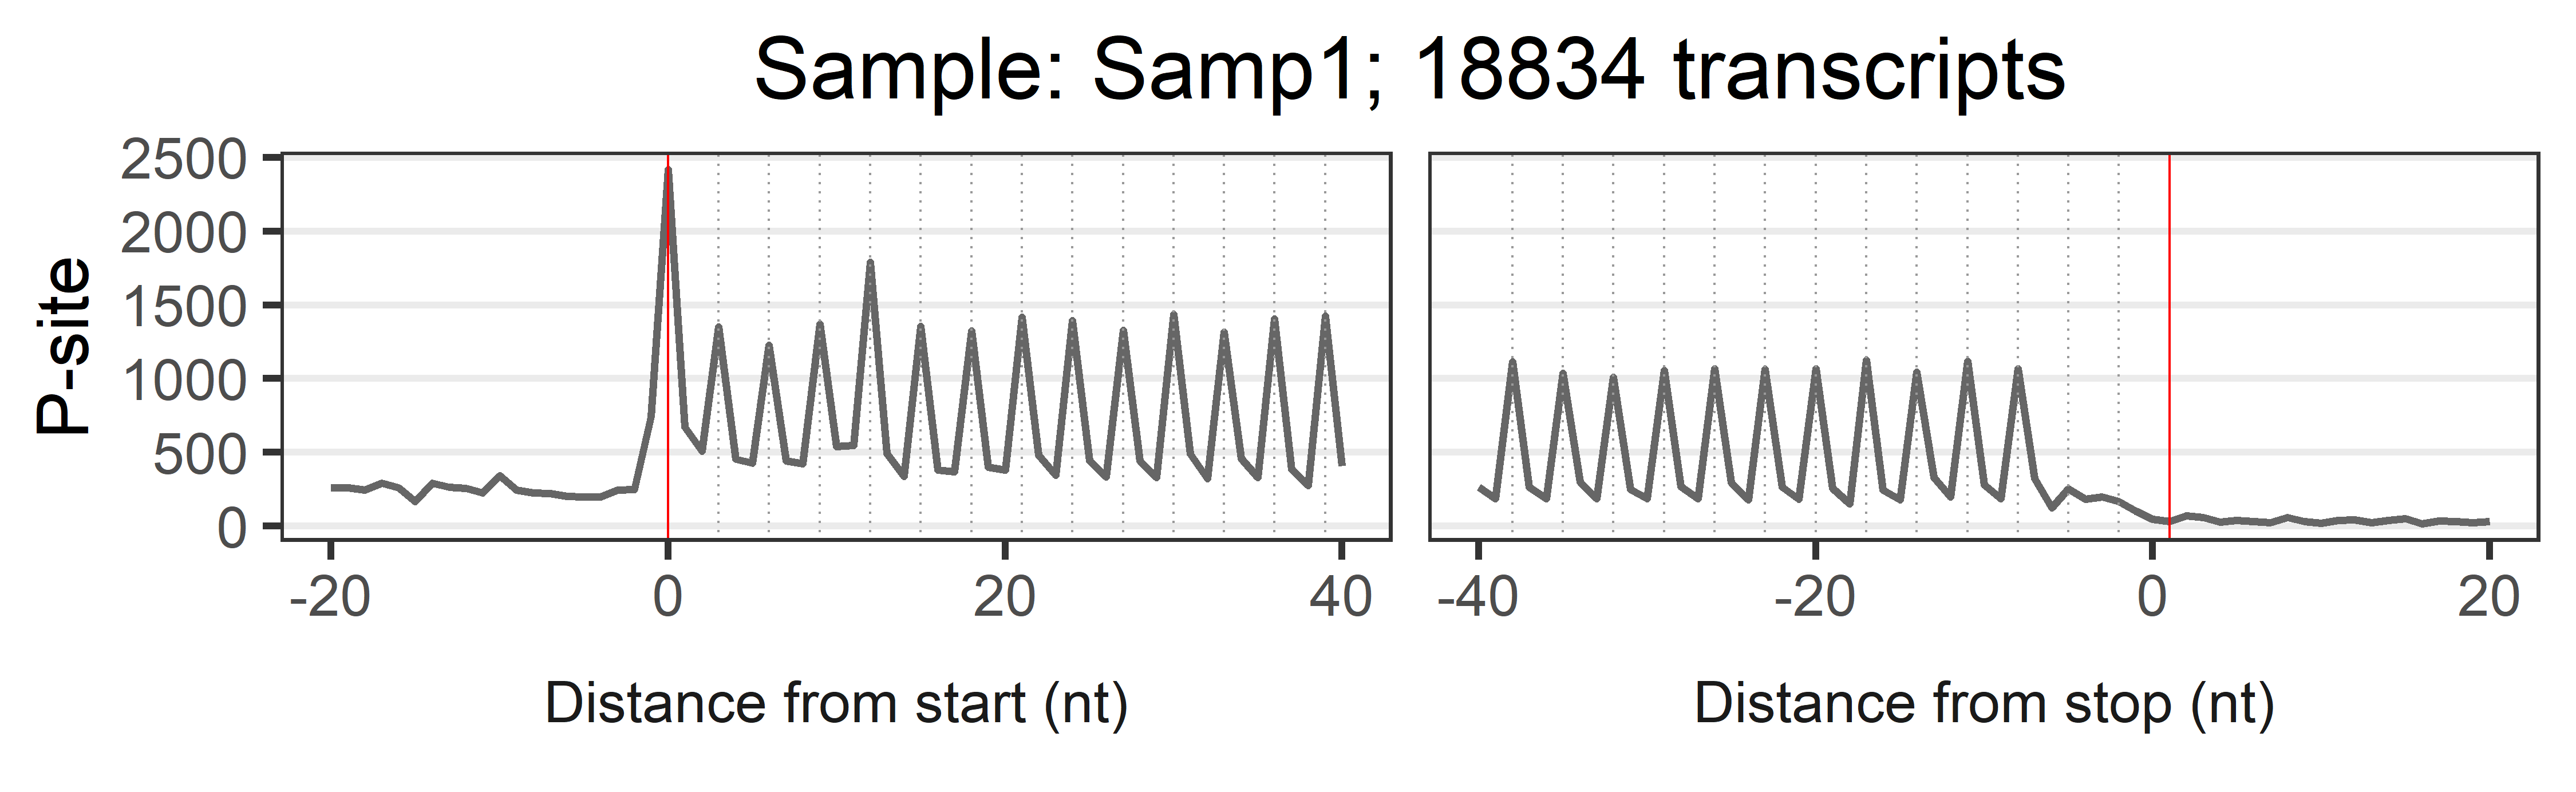 Sample: Samp1; 18834 transcripts
P-site
2500
2000
1500
1000
500
0
-20 0 20 40 -40 -20 0 20
Distance from start (nt) Distance from stop (nt)